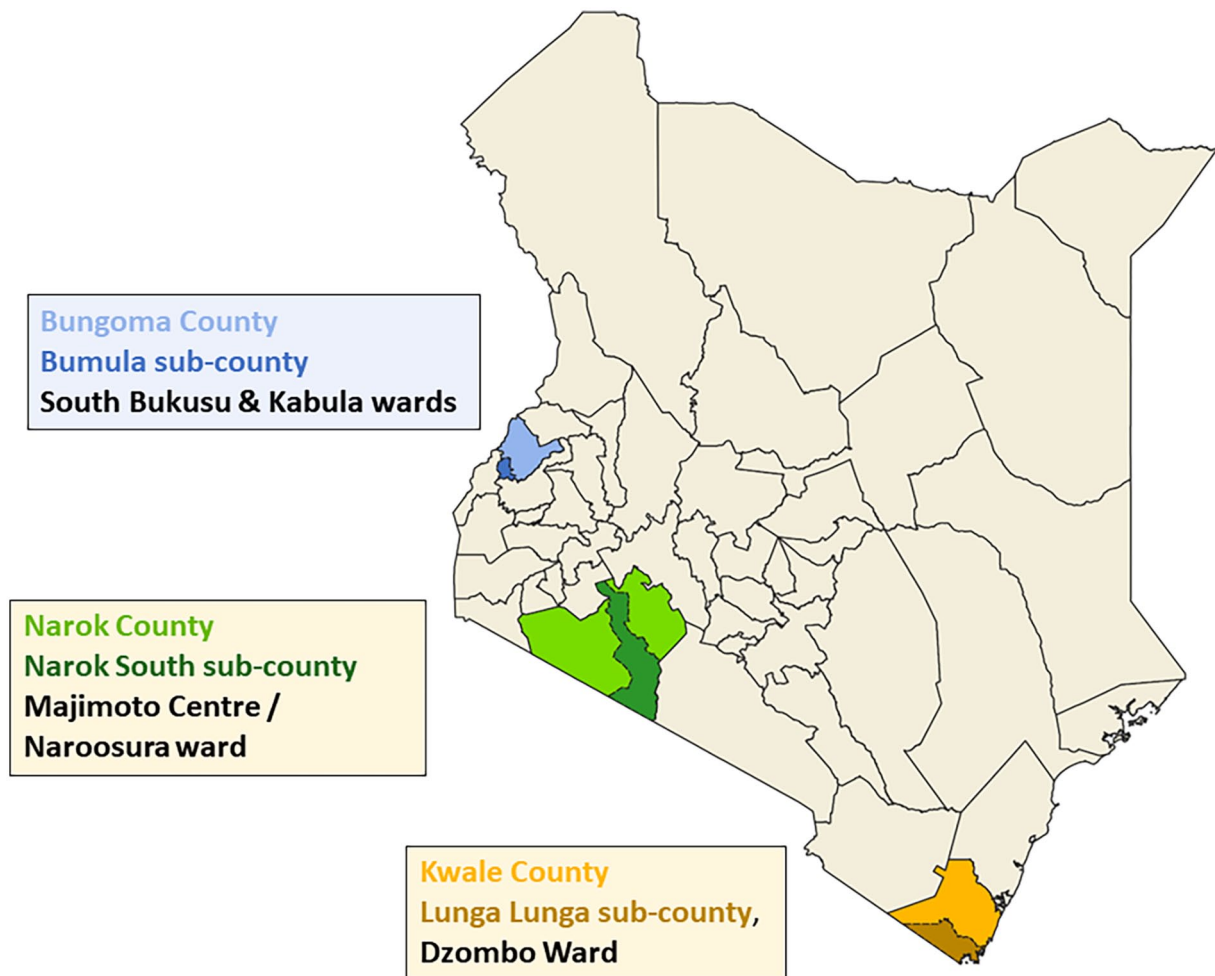 Bungoma County
Bumula sub-county
South Bukusu & Kabula wards
Narok County
Narok South sub-county
Majimoto Centre /
Naroosura ward
Kwale County
Lunga Lunga sub-county,
Dzombo Ward